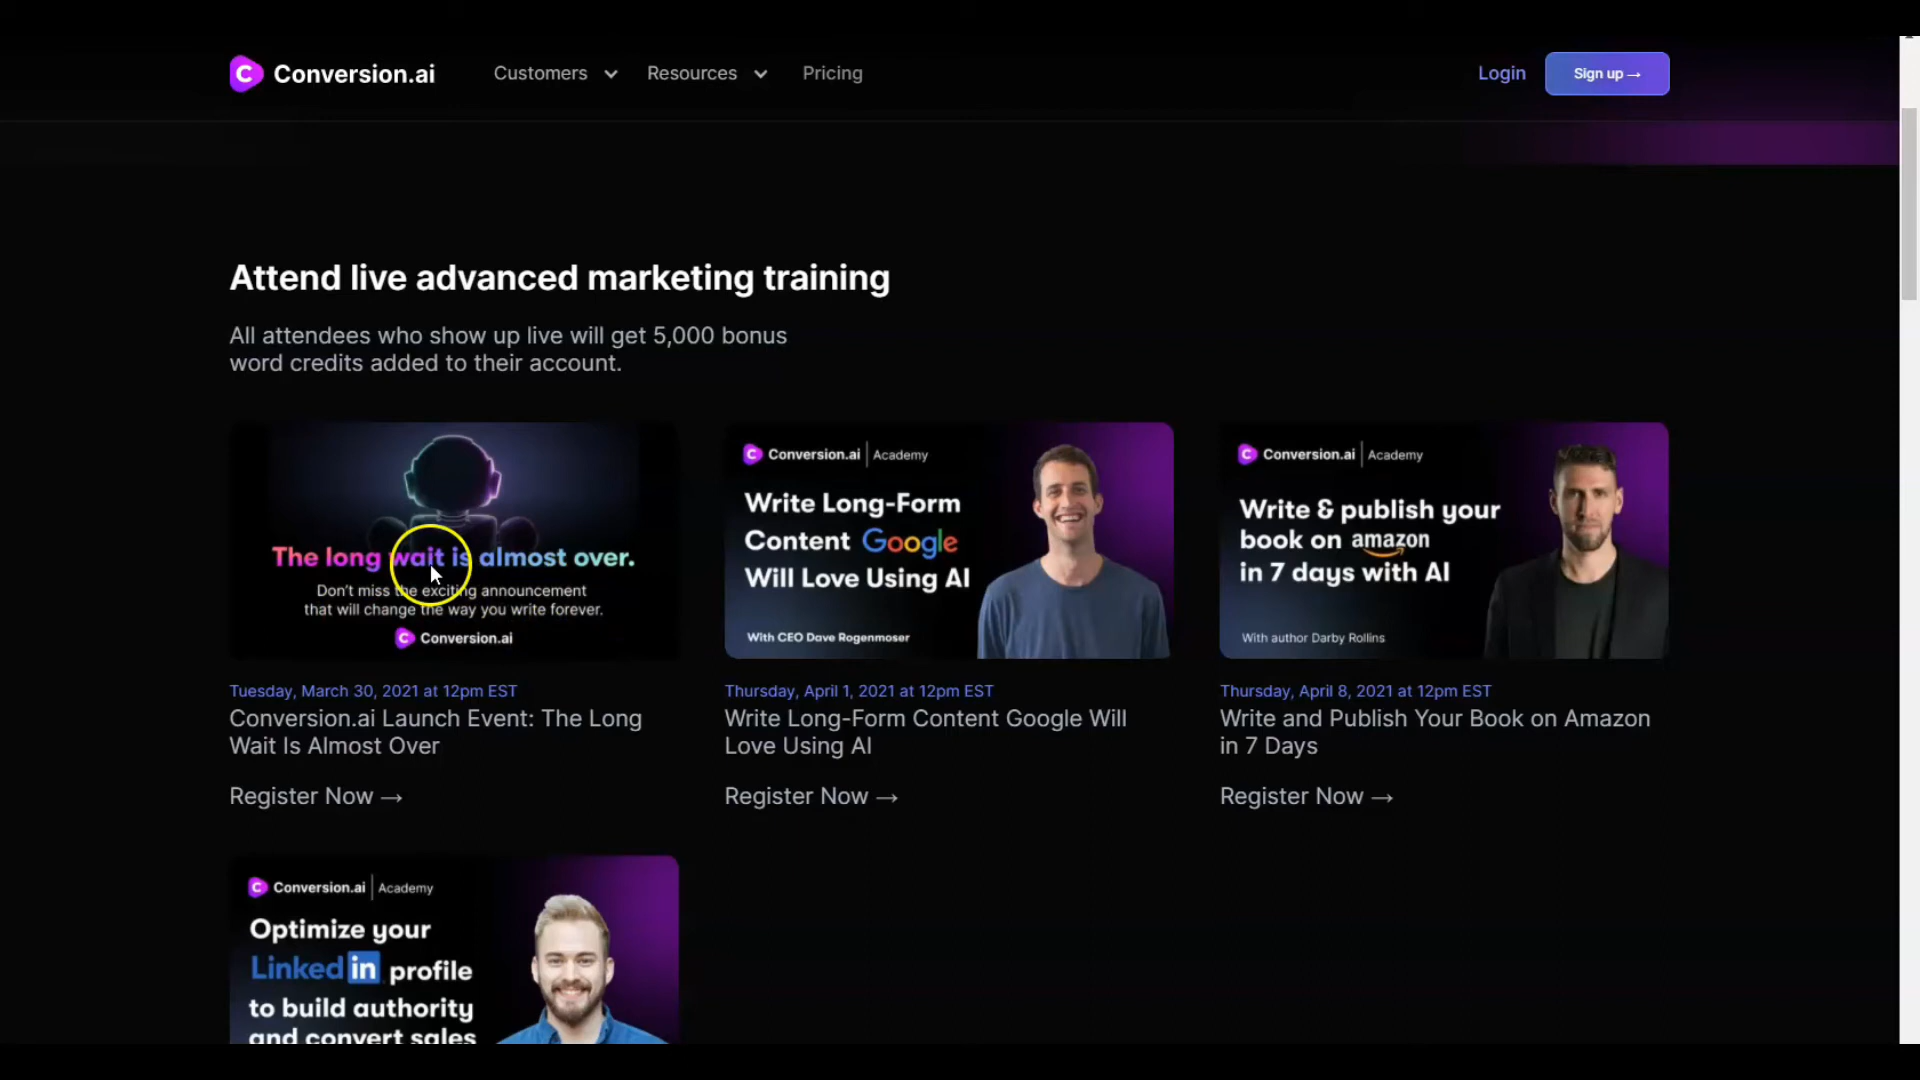 Conversion.ai
Customers
Resources
Pricing
Login
Sign up →
Attend live advanced marketing training
All attendees who show up live will get 5,000 bonus
word credits added to their account.
The long wait is almost over.
Don't miss the exciting announcement
that will change the way you write forever.
Conversion.ai
Tuesday, March 30, 2021 at 12pm EST
Conversion.ai Launch Event: The Long
Wait Is Almost Over
Register Now →
Conversion.ai | Academy
Write Long-Form
Content Google
Will Love Using AI
With CEO Dave Rogenmoser
Thursday, April 1, 2021 at 12pm EST
Write Long-Form Content Google Will
Love Using AI
Register Now →
Conversion.ai | Academy
Write & publish your
book on amazon
in 7 days with AI
With author Darby Rollins
Thursday, April 8, 2021 at 12pm EST
Write and Publish Your Book on Amazon
in 7 Days
Register Now →
Conversion.ai | Academy
Optimize your
Linked in profile
to build authority
and convert sales